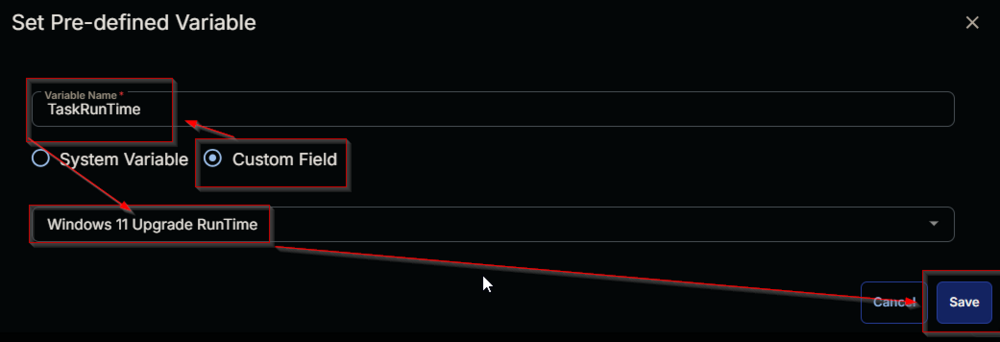 Set Pre-defined Variable
Variable Name *
TaskRunTime
System Variable
Custom Field
Windows 11 Upgrade RunTime
Cancel
Save